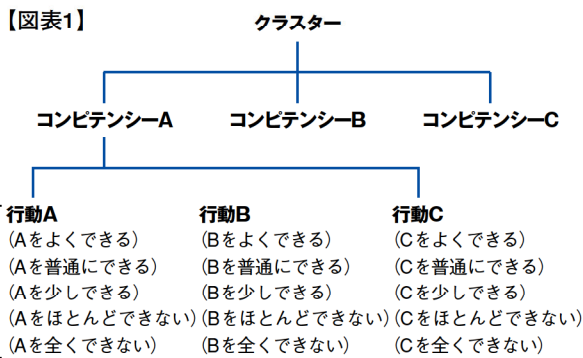 【図表1】
クラスター
コンピテンシーA コンピテンシーB コンピテンシーC
行動A 行動B 行動C
(Aをよくできる) (Bをよくできる) (Cをよくできる)
(Aを普通にできる) (Bを普通にできる) (Cを普通にできる)
(Aを少しできる) (Bを少しできる) (Cを少しできる)
(Aをほとんどできない) (Bをほとんどできない) (Cをほとんどできない)
(Aを全くできない) (Bを全くできない) (Cを全くできない)